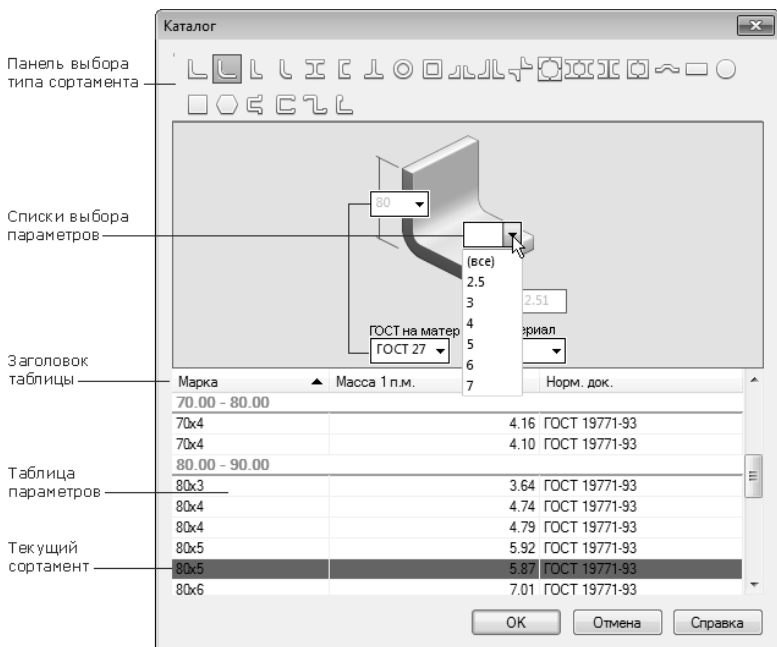 Каталог
Панель выбора
типа сортамента
Списки выбора
параметров
80
(все)
2.5
3
4
5
6
7
2.51
ГОСТ на матер
риал
ГОСТ 27
Заголовок
таблицы
Марка Масса 1 п.м. Норм. док.
70.00 - 80.00
70x4 4.16 ГОСТ 19771-93
70x4 4.10 ГОСТ 19771-93
80.00 - 90.00
Таблица
параметров
80x3 3.64 ГОСТ 19771-93
80x4 4.74 ГОСТ 19771-93
80x4 4.79 ГОСТ 19771-93
80x5 5.92 ГОСТ 19771-93
Текущий
сортамент
80x5 5.87 ГОСТ 19771-93
80x6 7.01 ГОСТ 19771-93
OK Отмена Справка